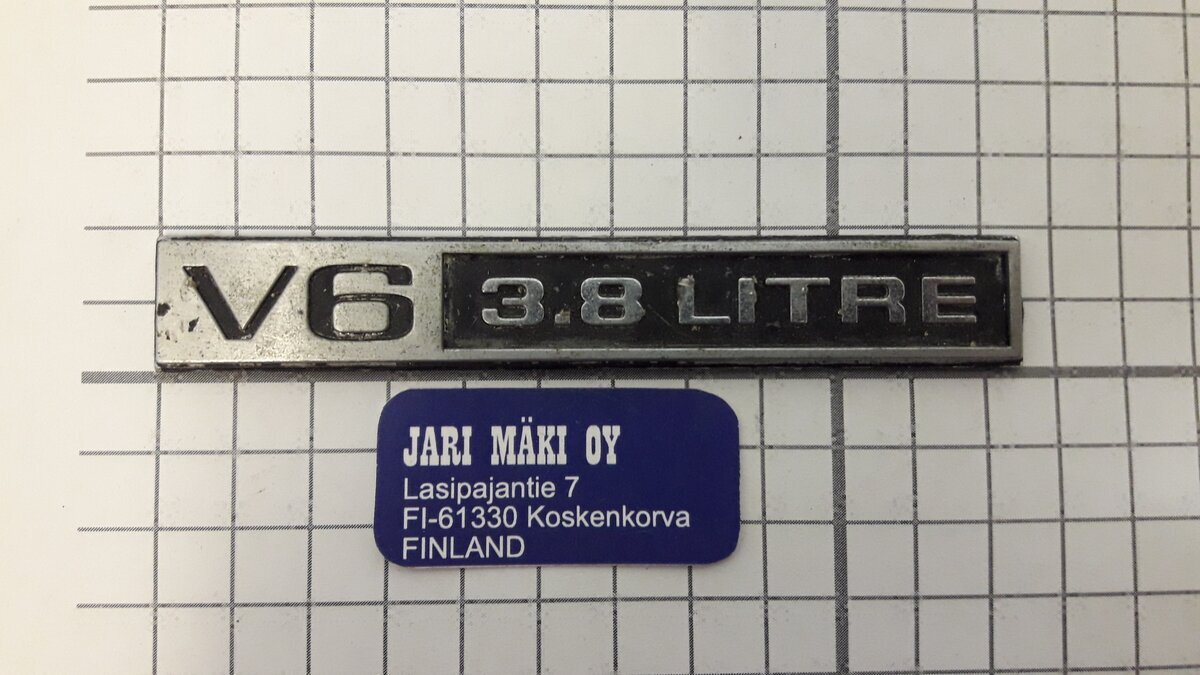 V6 3.8 LITRE
JARI MÄKI OY
Lasipajantie 7
FI-61330 Koskenkorva
FINLAND